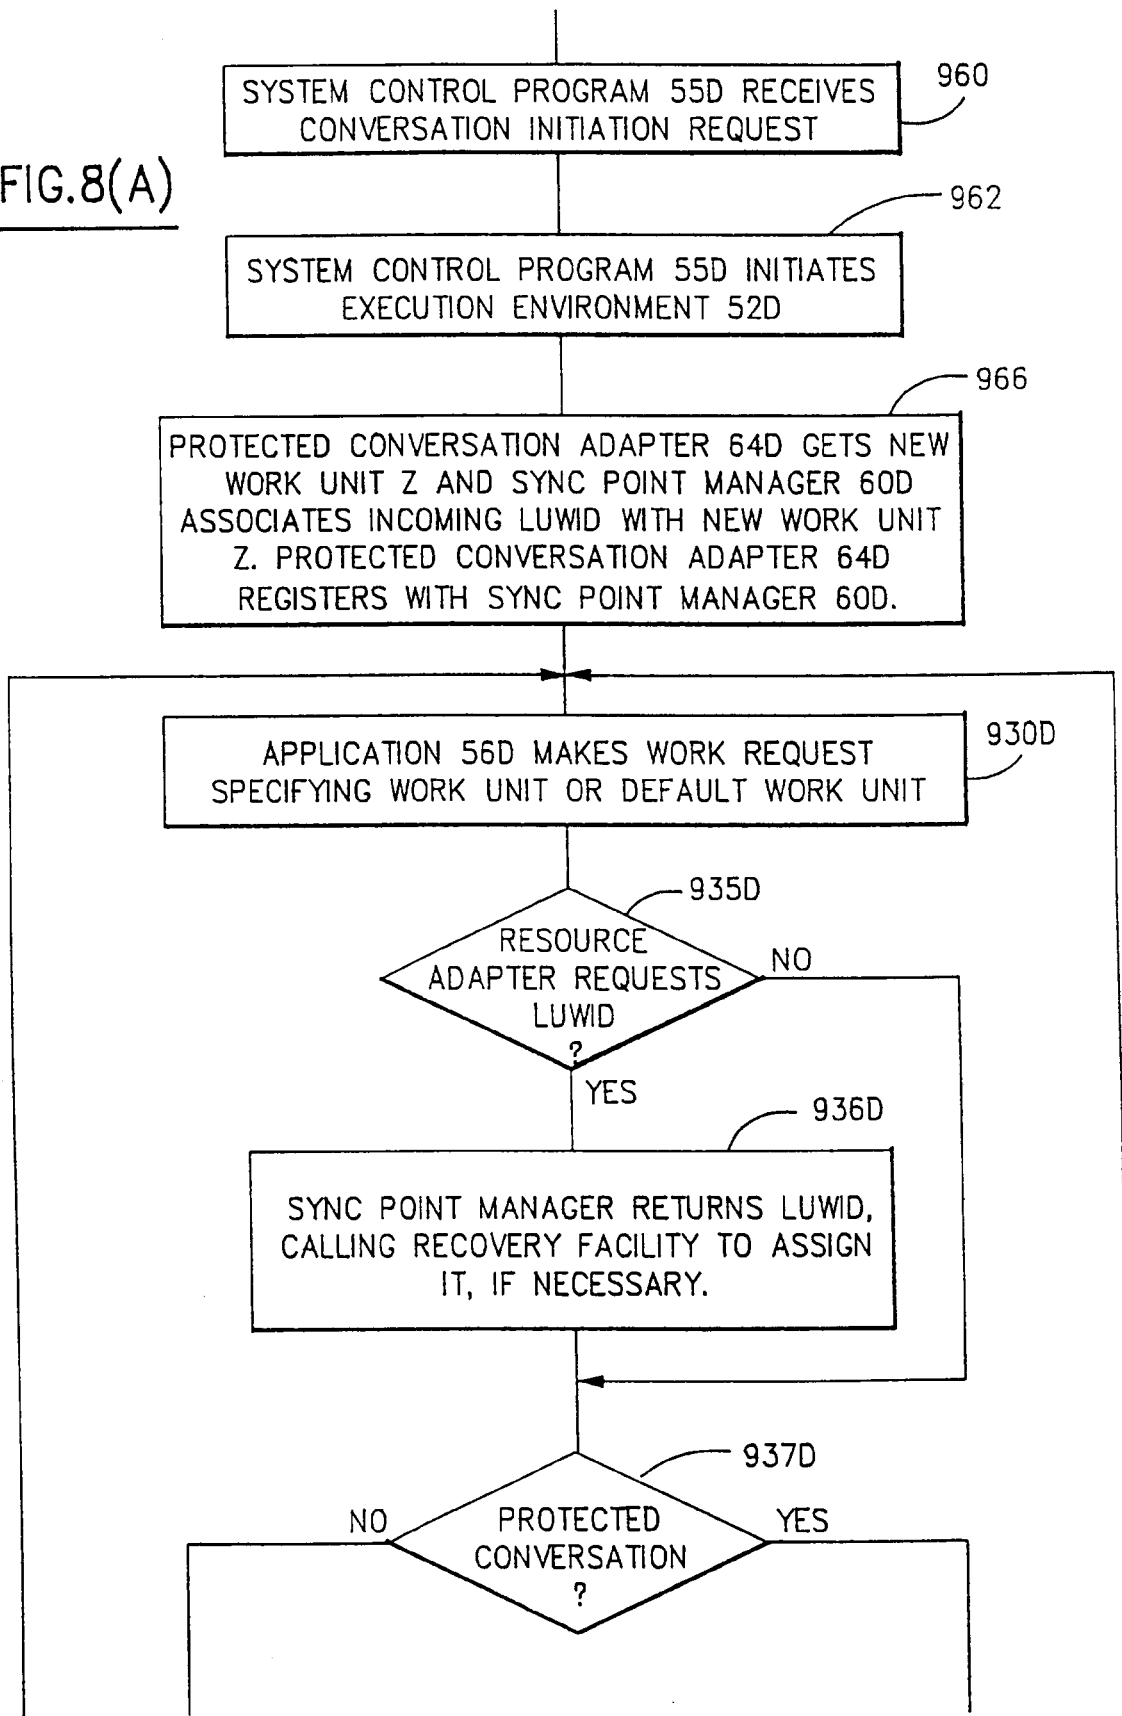 960
SYSTEM CONTROL PROGRAM 55D RECEIVES
CONVERSATION INITIATION REQUEST
FIG.8(A)
962
SYSTEM CONTROL PROGRAM 55D INITIATES
EXECUTION ENVIRONMENT 52D
966
PROTECTED CONVERSATION ADAPTER 64D GETS NEW
WORK UNIT Z AND SYNC POINT MANAGER 60D
ASSOCIATES INCOMING LUWID WITH NEW WORK UNIT
Z. PROTECTED CONVERSATION ADAPTER 64D
REGISTERS WITH SYNC POINT MANAGER 60D.
930D
APPLICATION 56D MAKES WORK REQUEST
SPECIFYING WORK UNIT OR DEFAULT WORK UNIT
935D
RESOURCE
ADAPTER REQUESTS
LUWID
?
NO
YES
936D
SYNC POINT MANAGER RETURNS LUWID,
CALLING RECOVERY FACILITY TO ASSIGN
IT, IF NECESSARY.
937D
NO
PROTECTED
CONVERSATION
?
YES